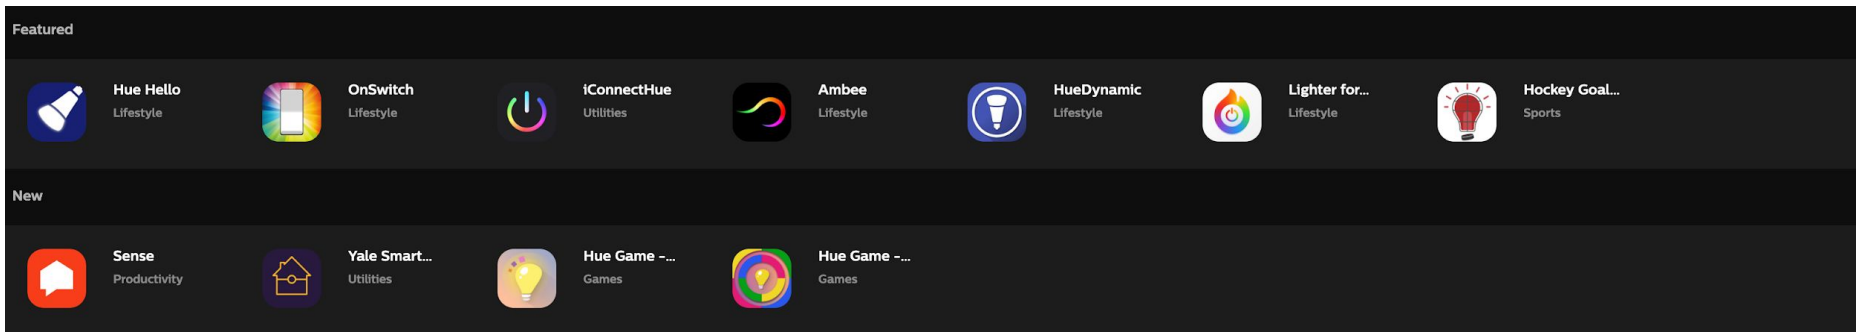 Featured
Hue Hello
Lifestyle
OnSwitch
Lifestyle
iConnectHue
Utilities
Ambee
Lifestyle
HueDynamic
Lifestyle
Lighter for...
Lifestyle
Hockey Goal...
Sports
New
Sense
Productivity
Yale Smart...
Utilities
Hue Game -...
Games
Hue Game -...
Games